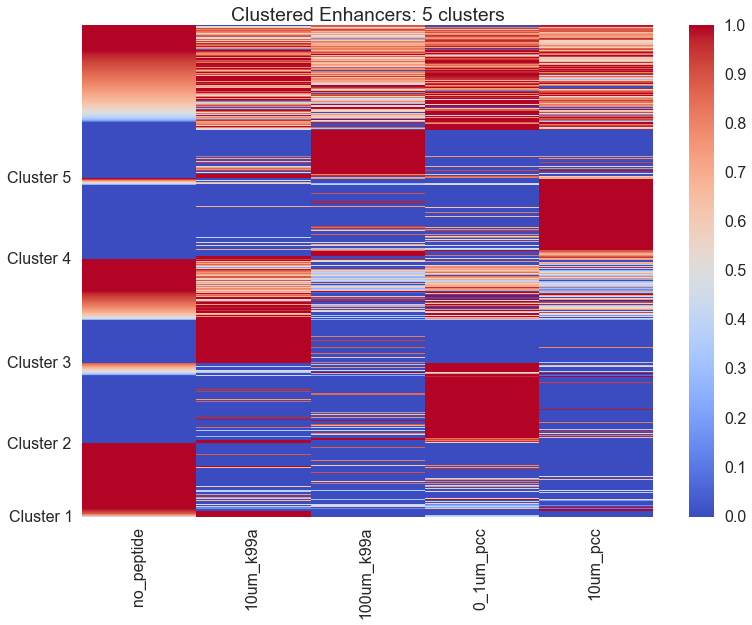 Clustered Enhancers: 5 clusters
Cluster 5
Cluster 4
Cluster 3
Cluster 2
Cluster 1
no_peptide
10um_k99a
100um_k99a
0_1um_pcc
10um_pcc
1.0
0.9
0.8
0.7
0.6
0.5
0.4
0.3
0.2
0.1
0.0